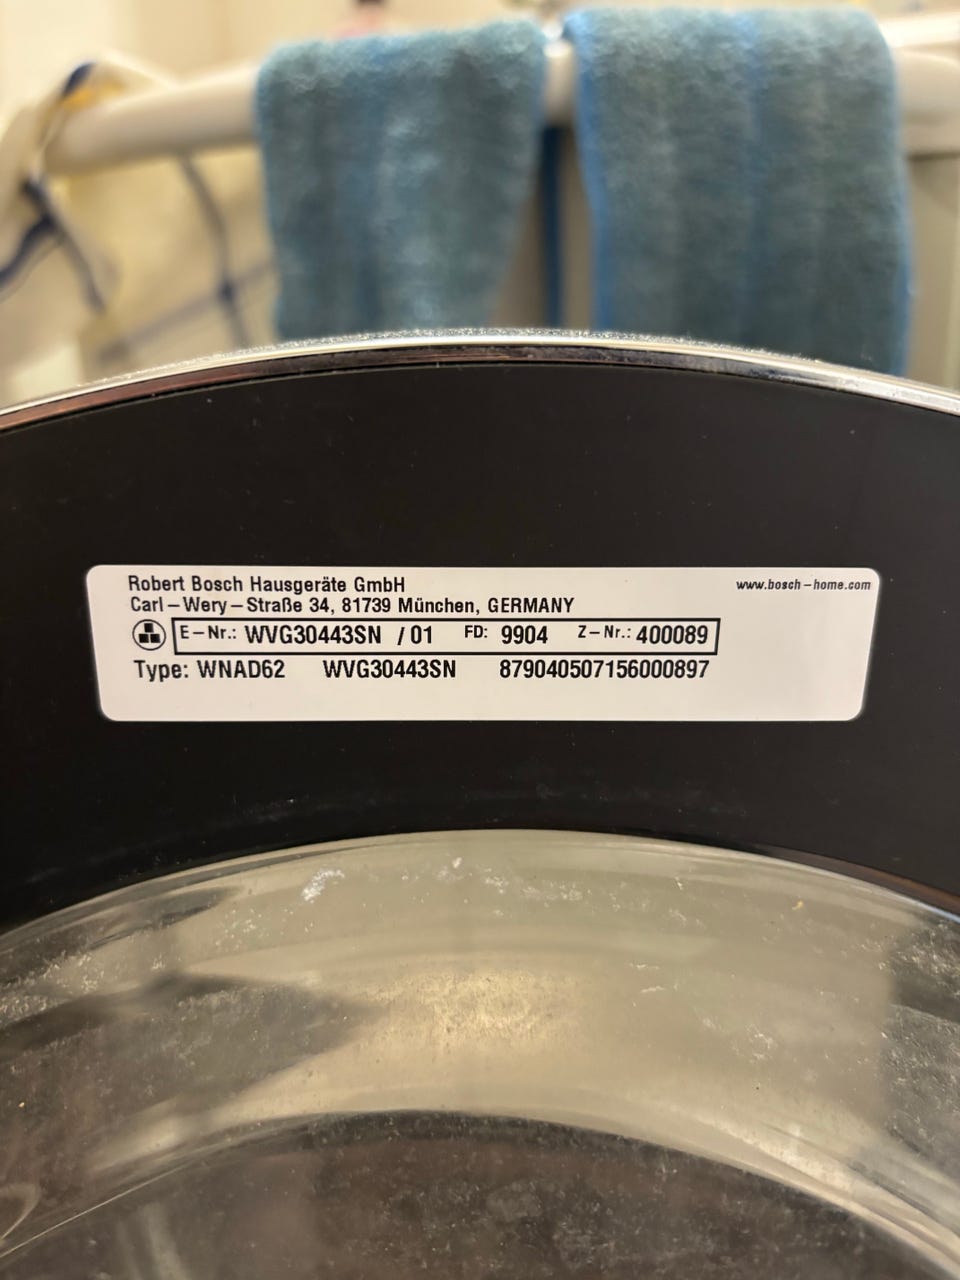 Robert Bosch Hausgeräte GmbH
www.bosch-home.com
Carl-Wery-Straße 34, 81739 München, GERMANY
E-Nr.: WVG30443SN /01 FD: 9904 Z-Nr.: 400089
Type: WNAD62 WVG30443SN 879040507156000897